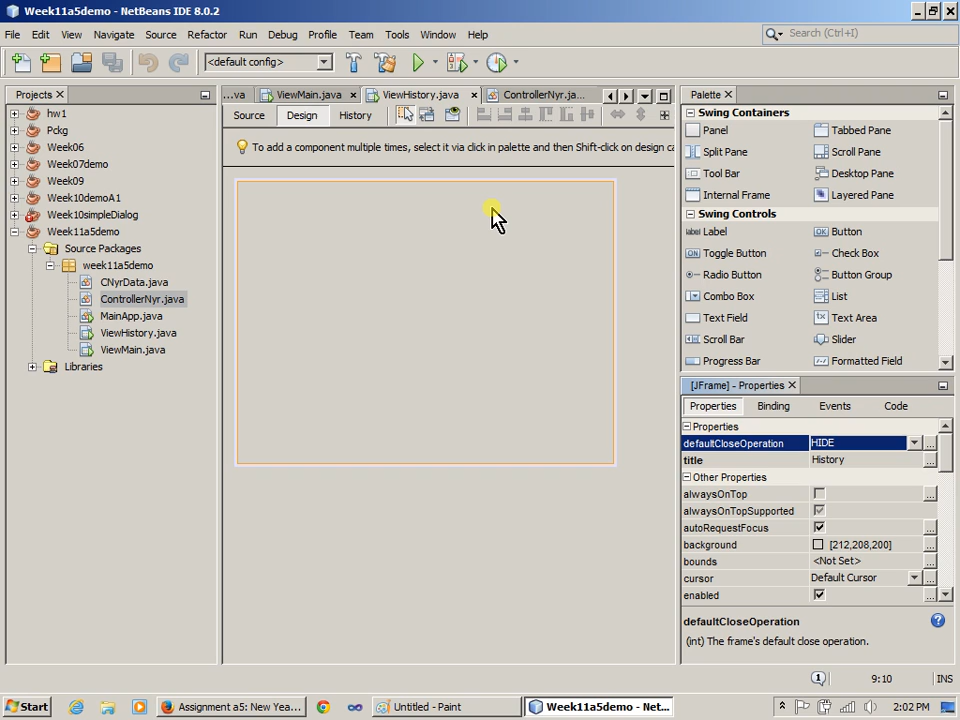 Week11a5demo - NetBeans IDE 8.0.2
File Edit View Navigate Source Refactor Run Debug Profile Team Tools Window Help
Search (Ctrl+I)
<default config>
Projects
hw1
Pckg
Week06
Week07demo
Week09
Week10demoA1
Week10simpleDialog
Week11a5demo
Source Packages
week11a5demo
CNyrData.java
ControllerNyr.java
MainApp.java
ViewHistory.java
ViewMain.java
Libraries
...va ViewMain.java ViewHistory.java ControllerNyr.ja...
Source Design History
To add a component multiple times, select it via click in palette and then Shift-click on design ca
Palette
Swing Containers
Panel Tabbed Pane
Split Pane Scroll Pane
Tool Bar Desktop Pane
Internal Frame Layered Pane
Swing Controls
label Label OK Button
ON Toggle Button Check Box
Radio Button Button Group
Combo Box List
Text Field Text Area
Scroll Bar Slider
Progress Bar Formatted Field
[JFrame] - Properties
Properties Binding Events Code
Properties
defaultCloseOperation HIDE
title History
Other Properties
alwaysOnTop
alwaysOnTopSupported
autoRequestFocus
background [212,208,200]
bounds <Not Set>
cursor Default Cursor
enabled
defaultCloseOperation
(int) The frame's default close operation.
1 9:10 INS
Start Assignment a5: New Yea... Untitled - Paint Week11a5demo - Net... 2:02 PM